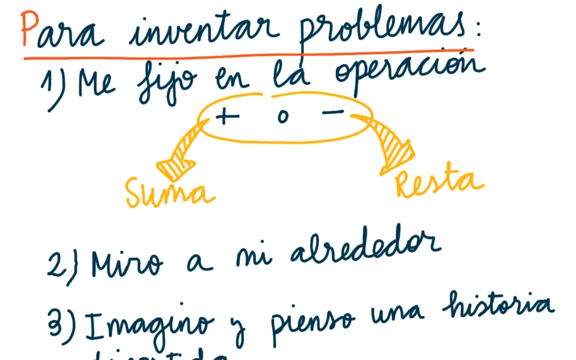 Para inventar problemas:
1) Me fijo en la operación
+ o -
Suma Resta
2) Miro a mi alrededor
3) Imagino y pienso una historia
divertida